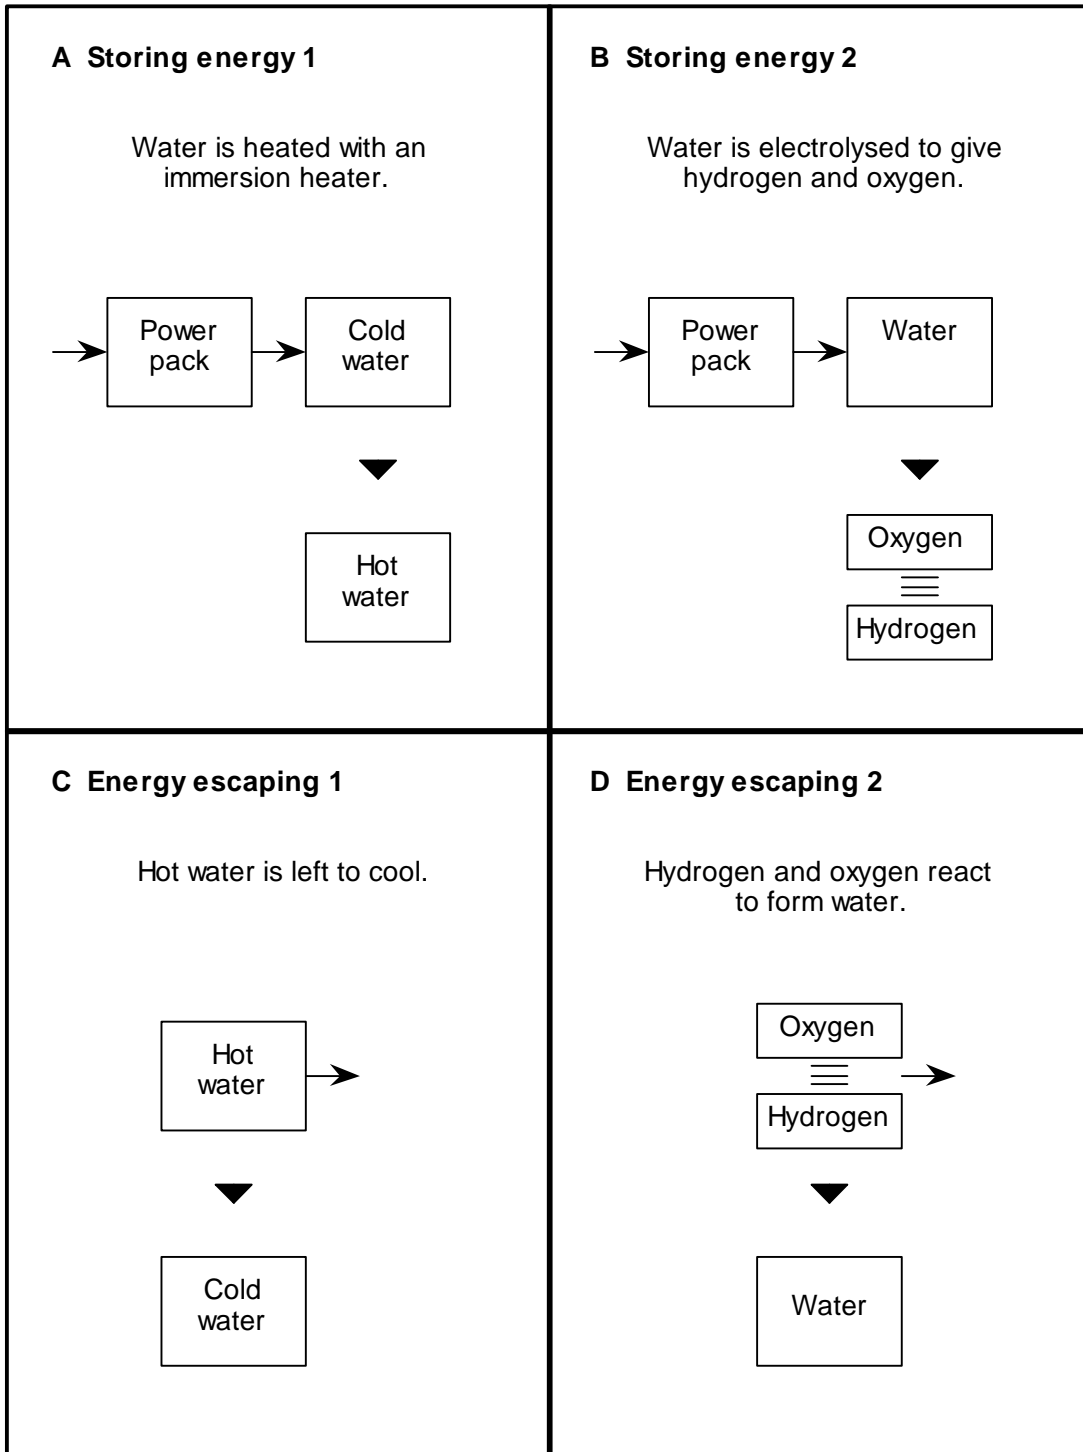 A Storing energy 1
Water is heated with an
immersion heater.
Power
pack
Cold
water
Hot
water
B Storing energy 2
Water is electrolysed to give
hydrogen and oxygen.
Power
pack
Water
Oxygen
Hydrogen
C Energy escaping 1
Hot water is left to cool.
Hot
water
Cold
water
D Energy escaping 2
Hydrogen and oxygen react
to form water.
Oxygen
Hydrogen
Water